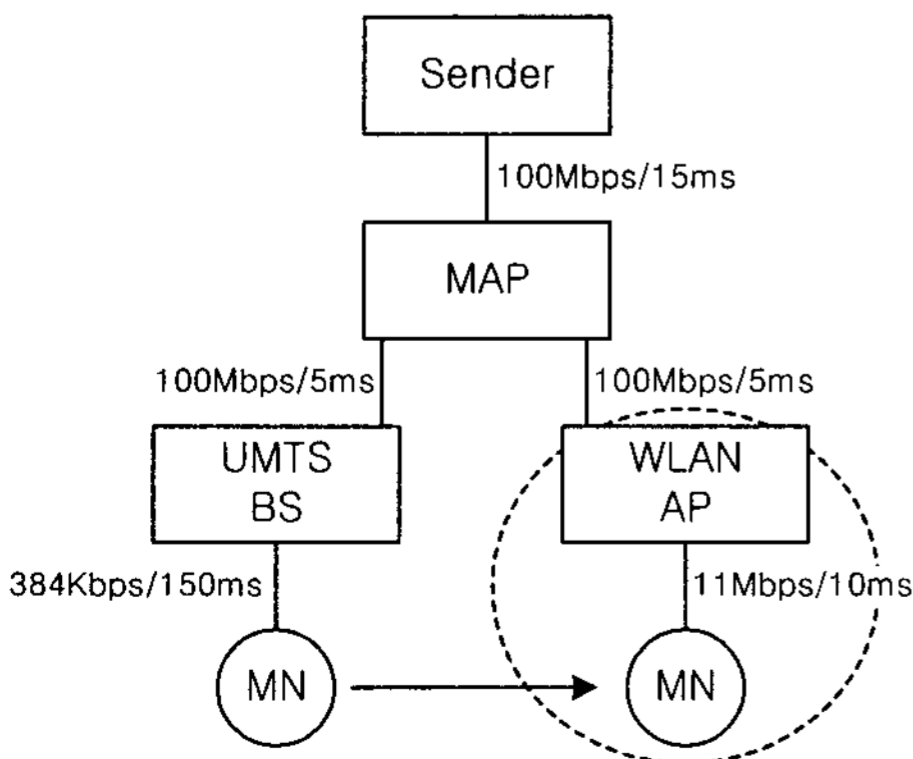 Sender
100Mbps/15ms
MAP
100Mbps/5ms
100Mbps/5ms
UMTS
BS
WLAN
AP
384Kbps/150ms
11Mbps/10ms
MN
MN